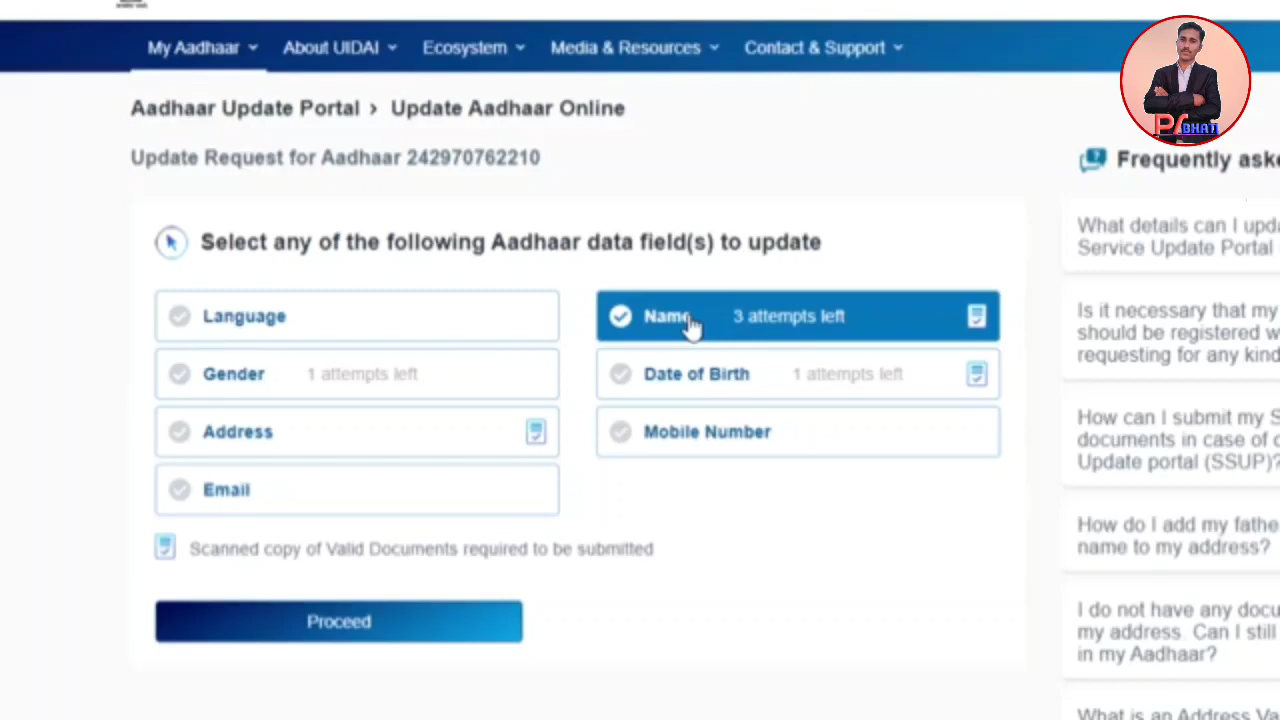 My Aadhaar
About UIDAI
Ecosystem
Media & Resources
Contact & Support
PC
BHATI
Aadhaar Update Portal › Update Aadhaar Online
Update Request for Aadhaar 242970762210
Select any of the following Aadhaar data field(s) to update
Language
Name 3 attempts left
Gender 1 attempts left
Date of Birth 1 attempts left
Address
Mobile Number
Email
Scanned copy of Valid Documents required to be submitted
Proceed
Frequently aske
What details can I upda
Service Update Portal
Is it necessary that my
should be registered w
requesting for any kind
How can I submit my S
documents in case of
Update portal (SSUP)?
How do I add my fathe
name to my address?
I do not have any docu
my address. Can I still
in my Aadhaar?
What is an Address Va